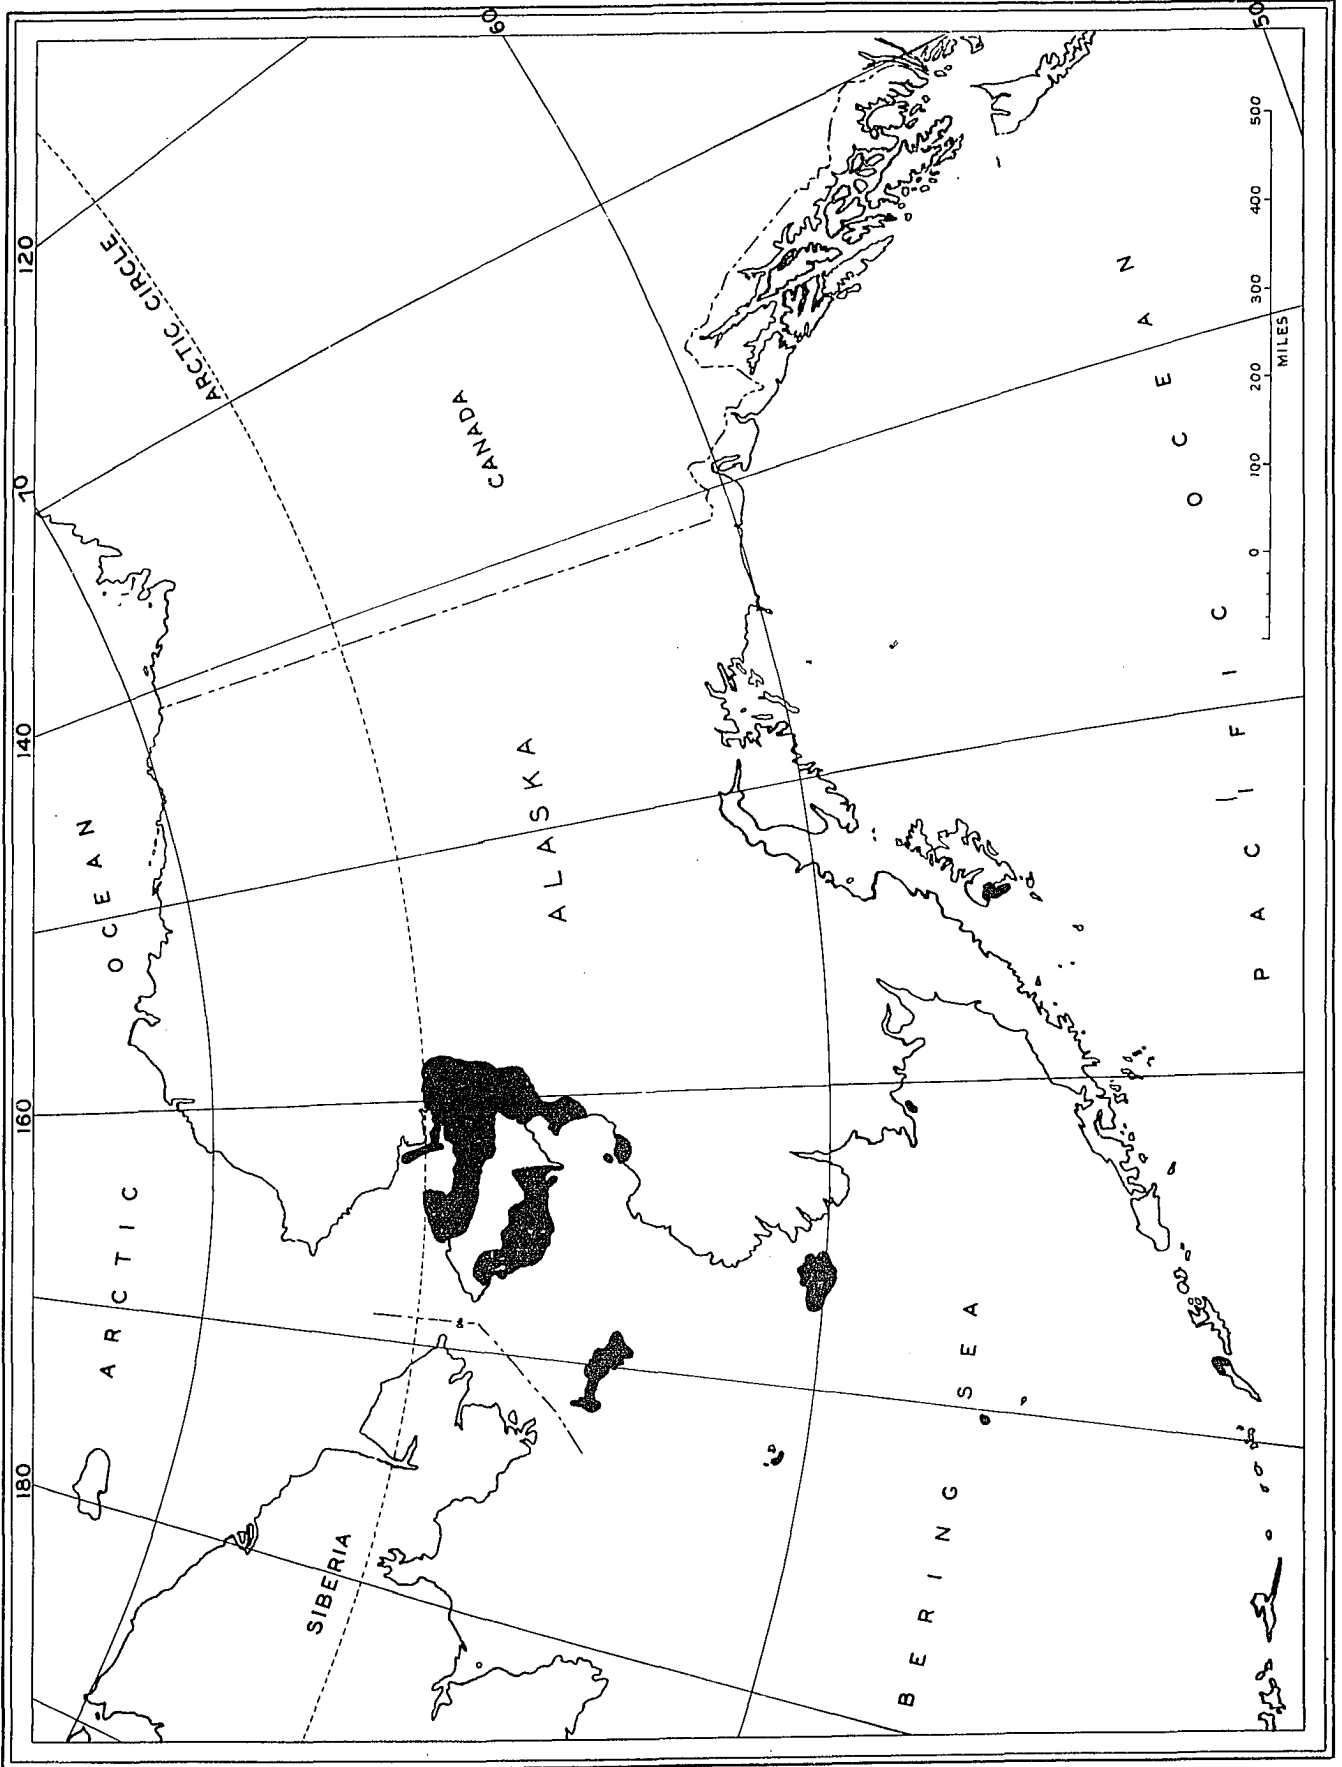 60
50
120
70
140
160
180
ARCTIC CIRCLE
CANADA
ALASKA
ARCTIC OCEAN
SIBERIA
BERING SEA
PACIFIC OCEAN
0 100 200 300 400 500
MILES